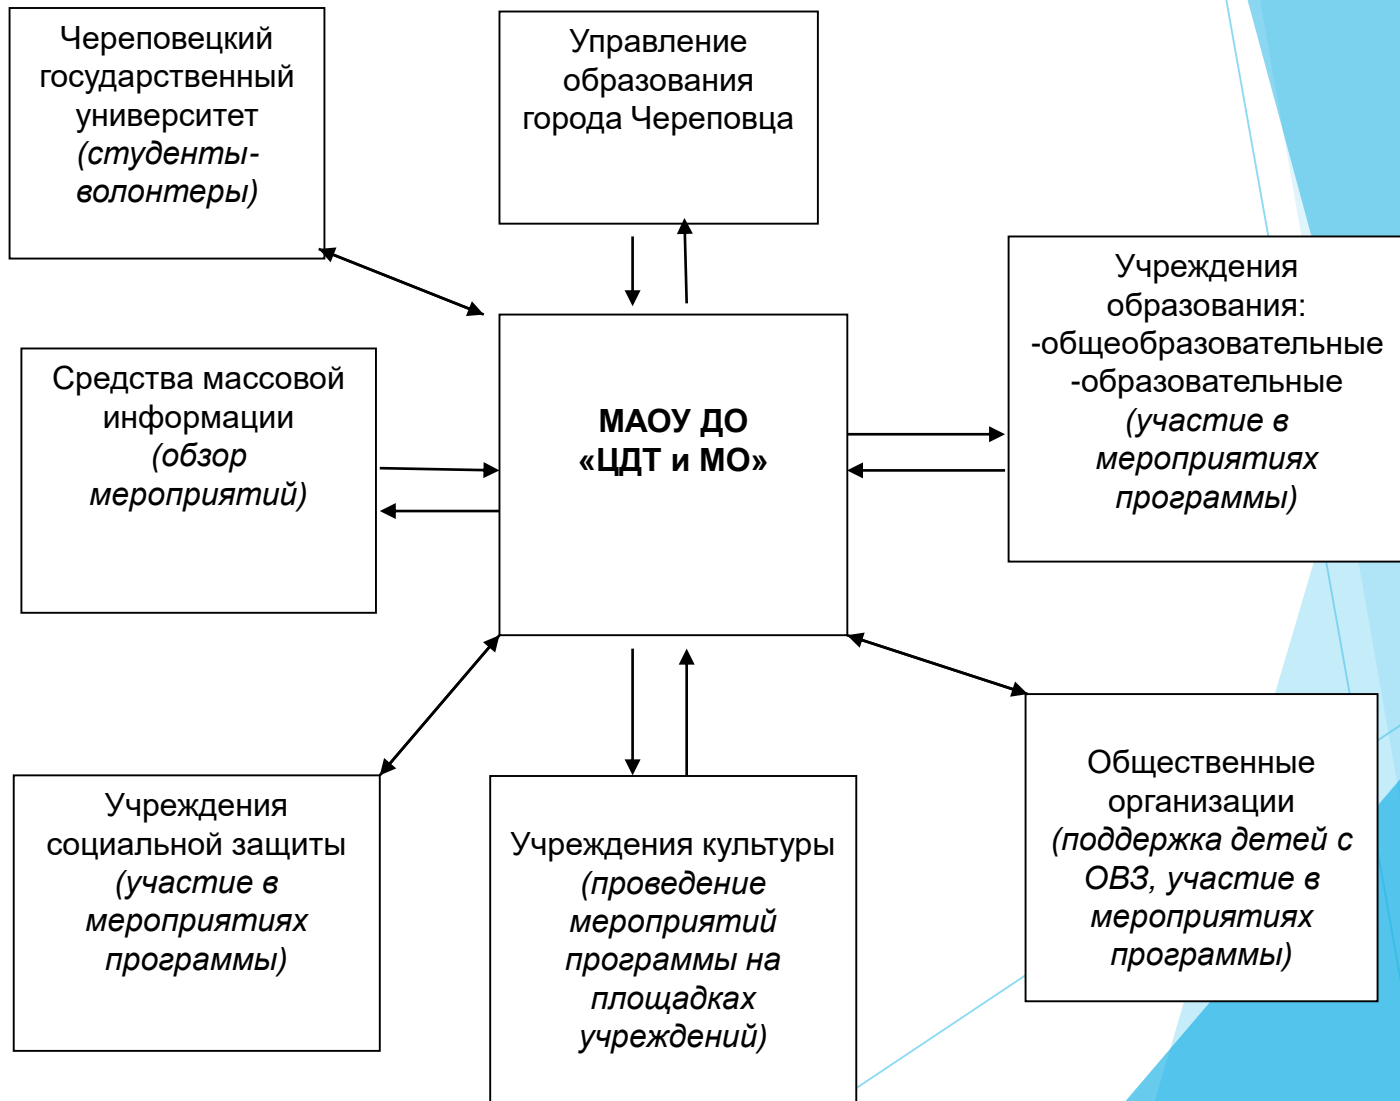 Череповецкий
государственный
университет
(студенты-
волонтеры)
Управление
образования
города Череповца
Учреждения
образования:
-общеобразовательные
-образовательные
(участие в
мероприятиях
программы)
Средства массовой
информации
(обзор
мероприятий)
МАОУ ДО
«ЦДТ и МО»
Учреждения
социальной защиты
(участие в
мероприятиях
программы)
Учреждения культуры
(проведение
мероприятий
программы на
площадках
учреждений)
Общественные
организации
(поддержка детей с
ОВЗ, участие в
мероприятиях
программы)